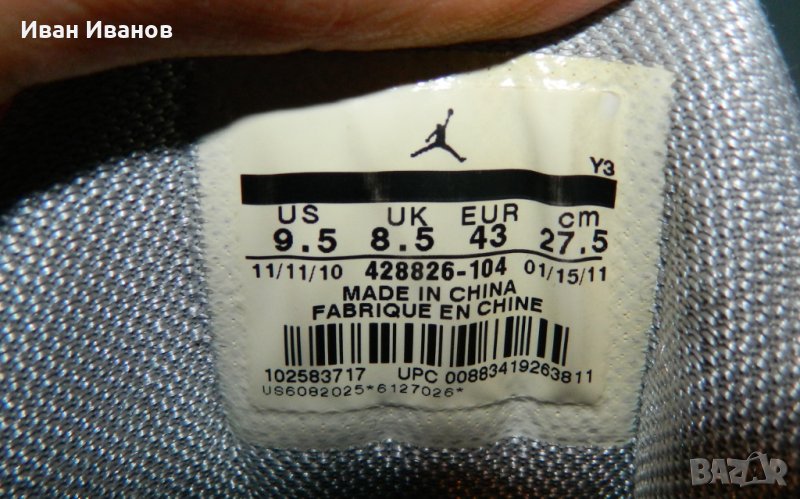 Иван Иванов
Y3
US UK EUR cm
9.5 8.5 43 27.5
11/11/10 428826-104 01/15/11
MADE IN CHINA
FABRIQUE EN CHINE
102583717 UPC 00883419263811
US6082025*6127026*
BAZAR